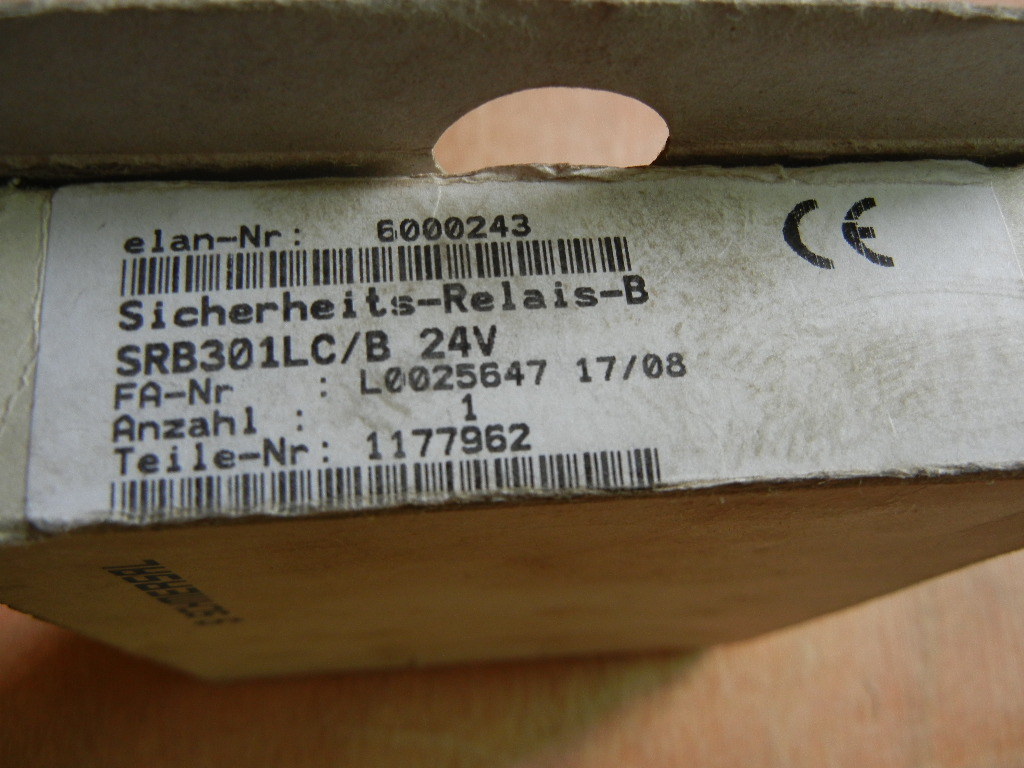 elan-Nr: 6000243
CE
Sicherheits-Relais-B
SRB301LC/B 24V
FA-Nr : L0025647 17/08
Anzahl : 1
Teile-Nr: 1177962